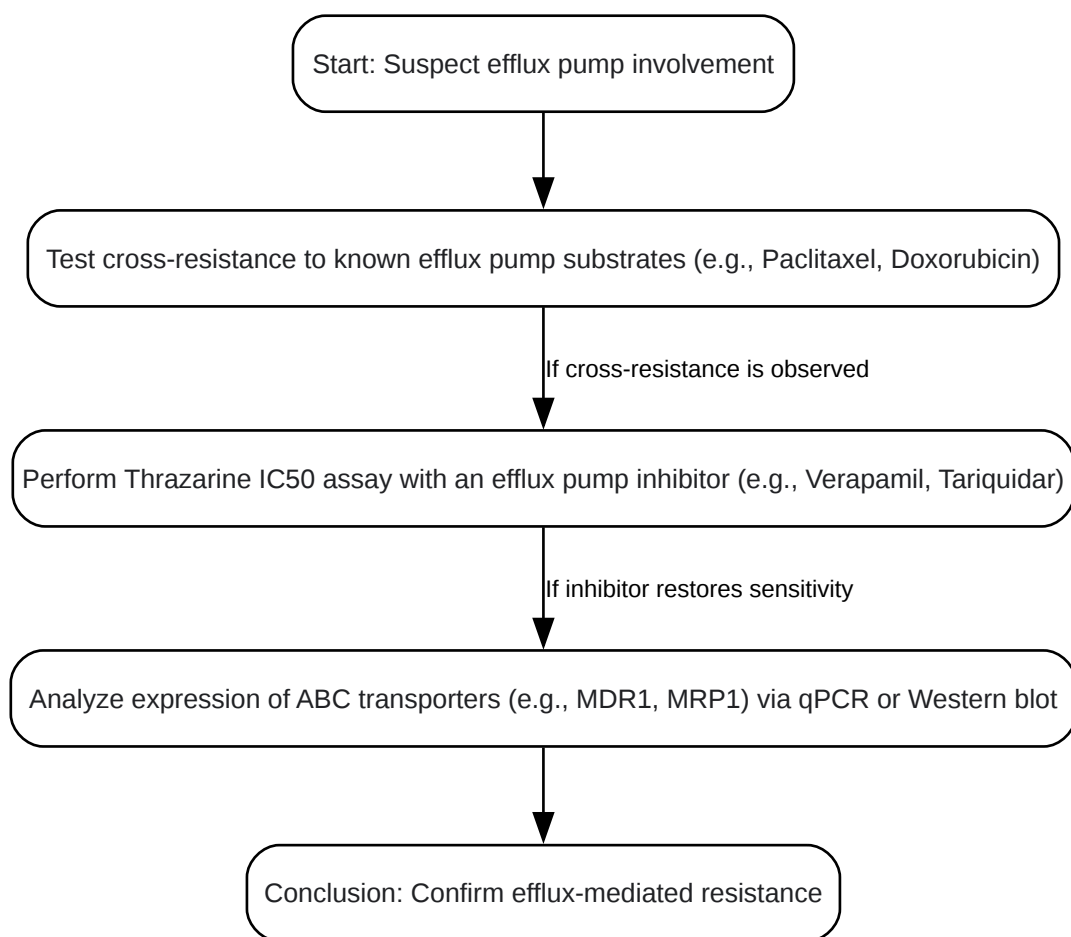 Start: Suspect efflux pump involvement
Test cross-resistance to known efflux pump substrates (e.g., Paclitaxel, Doxorubicin)
If cross-resistance is observed
Perform Thrazarine IC50 assay with an efflux pump inhibitor (e.g., Verapamil, Tariquidar)
If inhibitor restores sensitivity
Analyze expression of ABC transporters (e.g., MDR1, MRP1) via qPCR or Western blot
Conclusion: Confirm efflux-mediated resistance